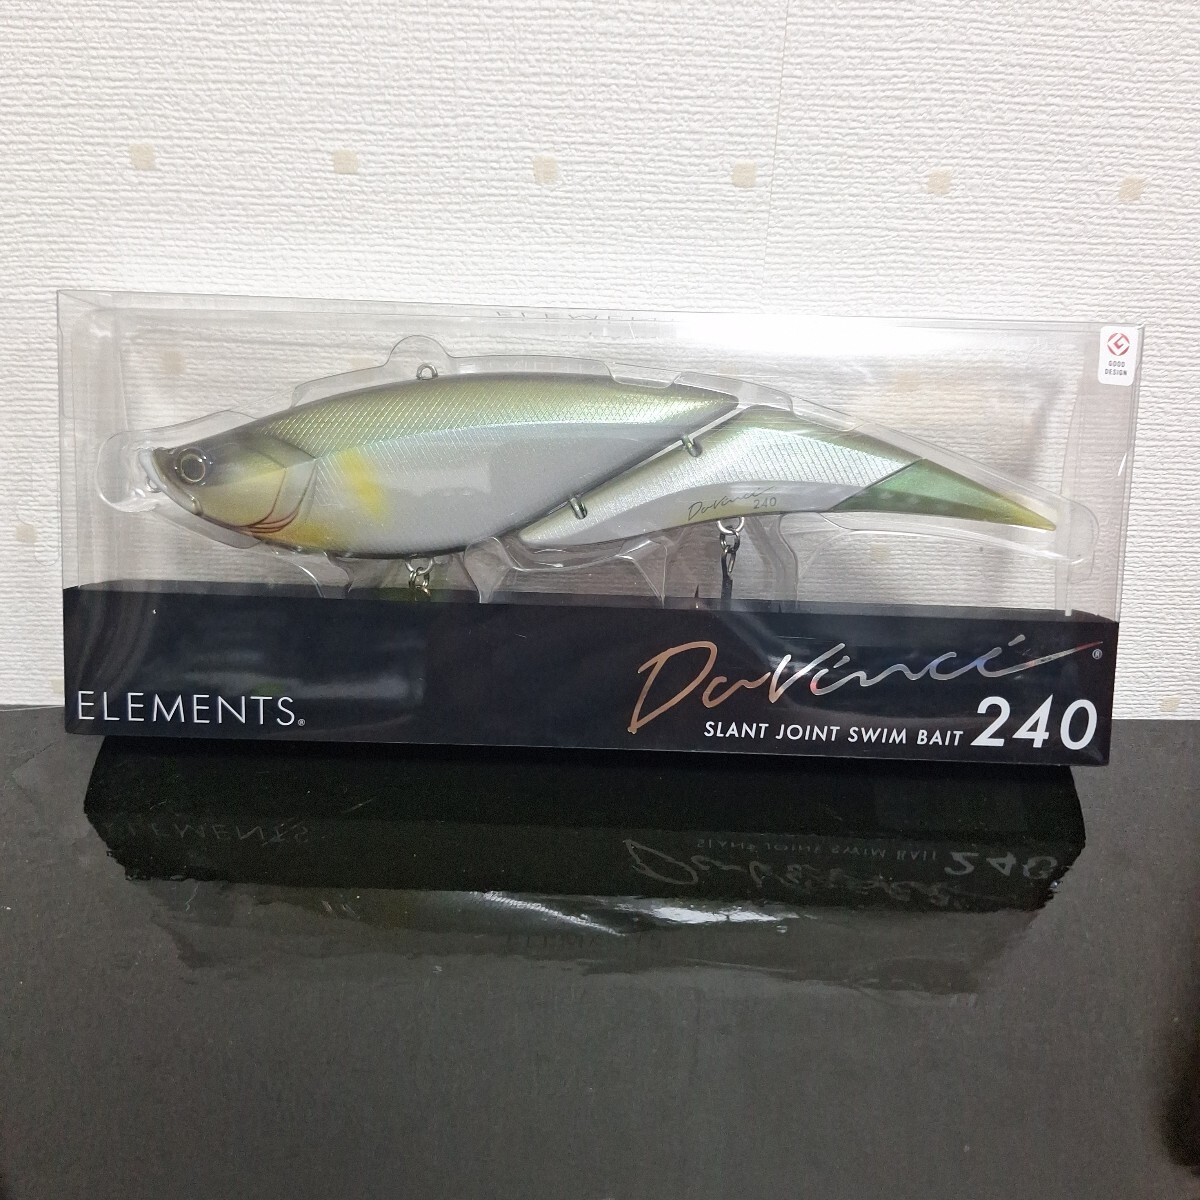 GOOD
DESIGN
DaVinci
240
ELEMENTS®
DaVinci®
SLANT JOINT SWIM BAIT 240